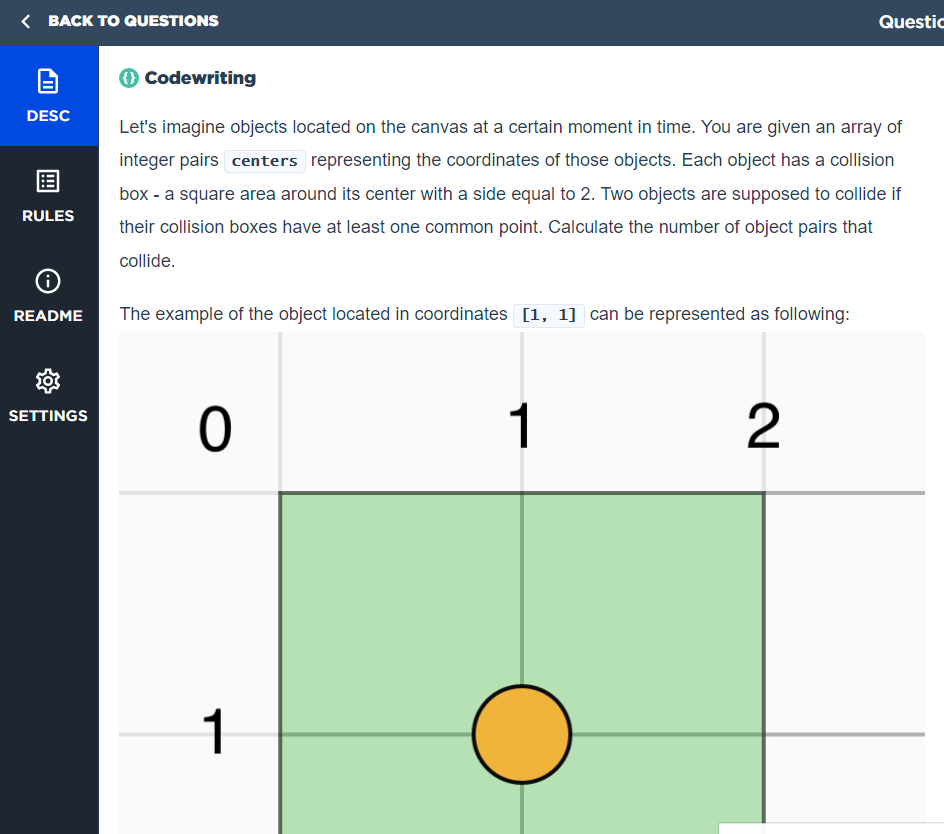 BACK TO QUESTIONS
DESC
RULES
README
SETTINGS
Codewriting
Let's imagine objects located on the canvas at a certain moment in time. You are given an array of
integer pairs centers representing the coordinates of those objects. Each object has a collision
box - a square area around its center with a side equal to 2. Two objects are supposed to collide if
their collision boxes have at least one common point. Calculate the number of object pairs that
collide.
The example of the object located in coordinates [1, 1] can be represented as following:
0 1 2
1